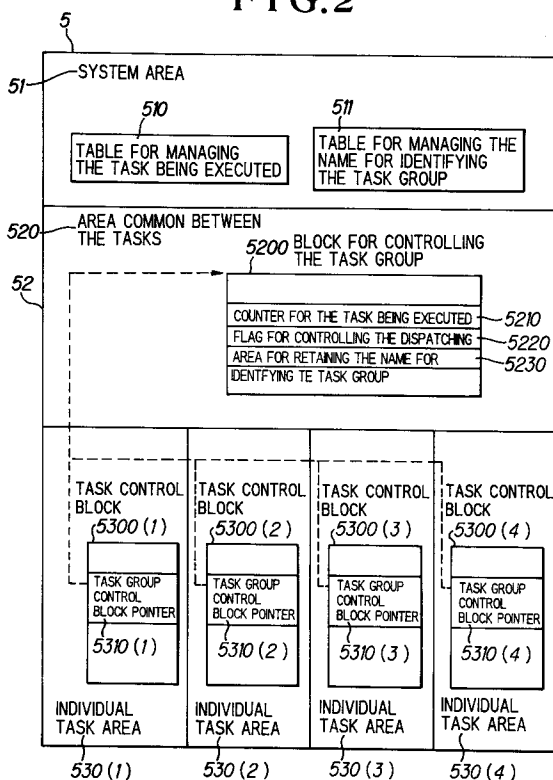 FIG.2
5
51
SYSTEM AREA
510
511
TABLE FOR MANAGING
THE TASK BEING EXECUTED
TABLE FOR MANAGING THE
NAME FOR IDENTIFYING
THE TASK GROUP
520
AREA COMMON BETWEEN
THE TASKS
52
5200
BLOCK FOR CONTROLLING
THE TASK GROUP
COUNTER FOR THE TASK BEING EXECUTED
5210
FLAG FOR CONTROLLING THE DISPATCHING
5220
AREA FOR RETAINING THE NAME FOR
5230
IDENTFYING TE TASK GROUP
TASK CONTROL
BLOCK
5300 (1)
TASK GROUP
CONTROL
BLOCK POINTER
5310 (1)
INDIVIDUAL
TASK AREA
530 (1)
TASK CONTROL
BLOCK
5300 (2)
TASK GROUP
CONTROL
BLOCK POINTER
5310 (2)
INDIVIDUAL
TASK AREA
530 (2)
TASK CONTROL
BLOCK
5300 (3)
TASK GROUP
CONTROL
BLOCK POINTER
5310 (3)
INDIVIDUAL
TASK AREA
530 (3)
TASK CONTROL
BLOCK
5300 (4)
TASK GROUP
CONTROL
BLOCK POINTER
5310 (4)
INDIVIDUAL
TASK AREA
530 (4)